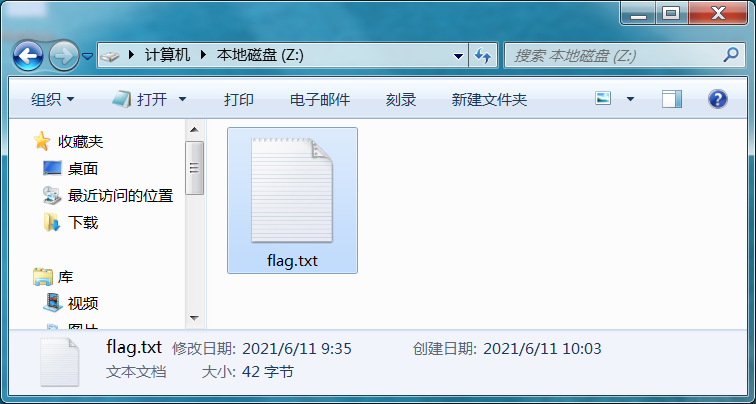 计算机 本地磁盘 (Z:) 搜索 本地磁盘 (Z:)
组织 打开 打印 电子邮件 刻录 新建文件夹
收藏夹
桌面
最近访问的位置
下载
库
视频
图片
flag.txt
flag.txt 修改日期: 2021/6/11 9:35 创建日期: 2021/6/11 10:03
文本文档 大小: 42 字节